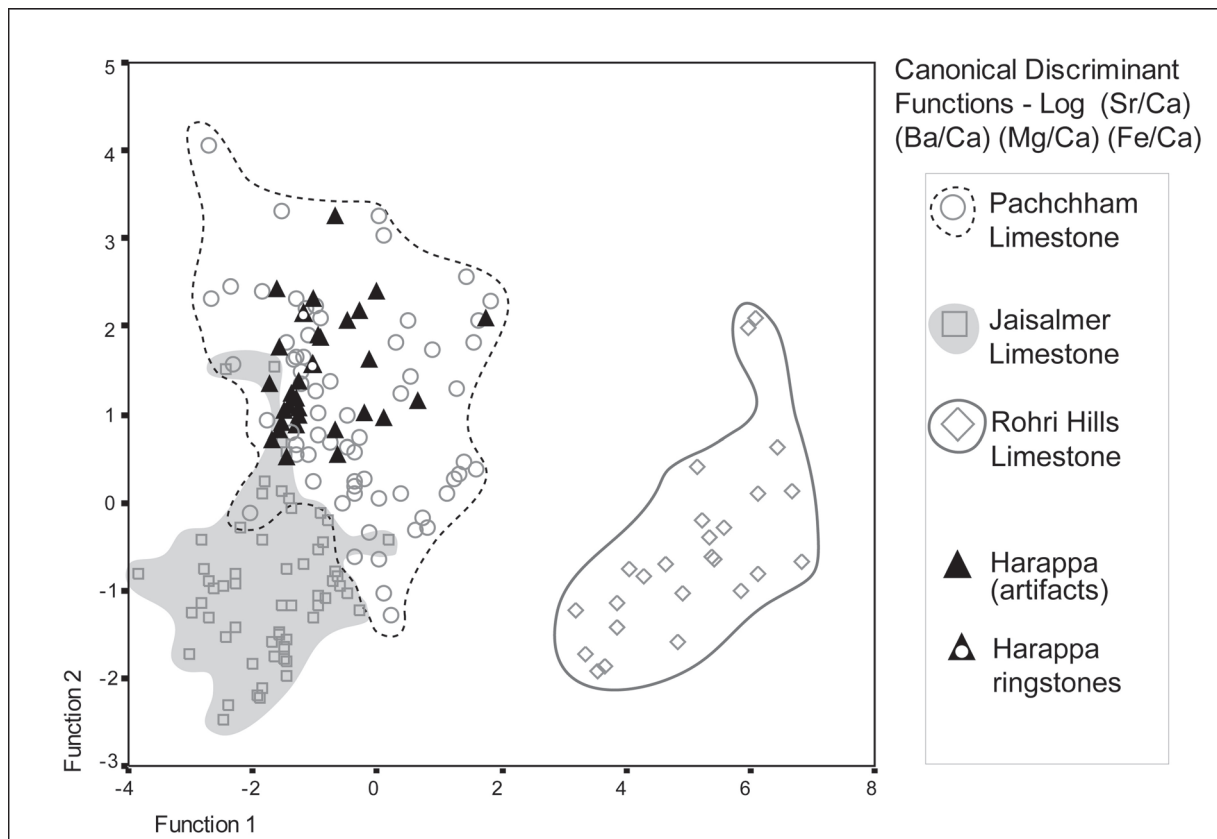 5
4
3
2
1
0
-1
-2
-3
Function 2
-4
-2
0
2
4
6
8
Function 1
Canonical Discriminant
Functions - Log (Sr/Ca)
(Ba/Ca) (Mg/Ca) (Fe/Ca)
Pachchham
Limestone
Jaisalmer
Limestone
Rohri Hills
Limestone
Harappa
(artifacts)
Harappa
ringstones